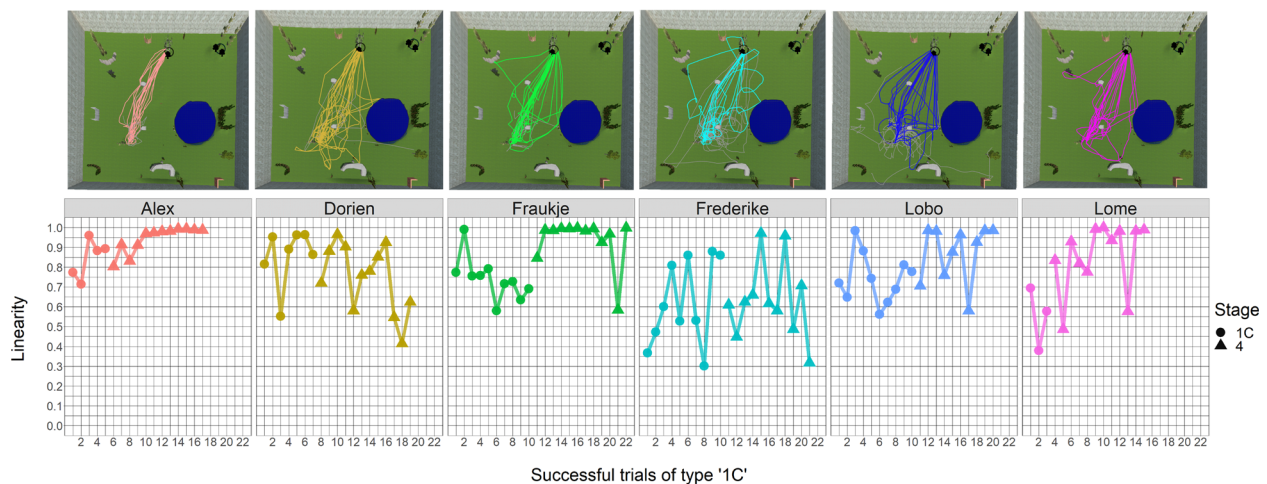 Alex Dorien Fraukje Frederike Lobo Lome
Linearity
1.0
0.9
0.8
0.7
0.6
0.5
0.4
0.3
0.2
0.1
0.0
2 4 6 8 10 12 14 16 18 20 22 2 4 6 8 10 12 14 16 18 20 22 2 4 6 8 10 12 14 16 18 20 22 2 4 6 8 10 12 14 16 18 20 22 2 4 6 8 10 12 14 16 18 20 22 2 4 6 8 10 12 14 16 18 20 22
Successful trials of type '1C'
Stage
1C
4